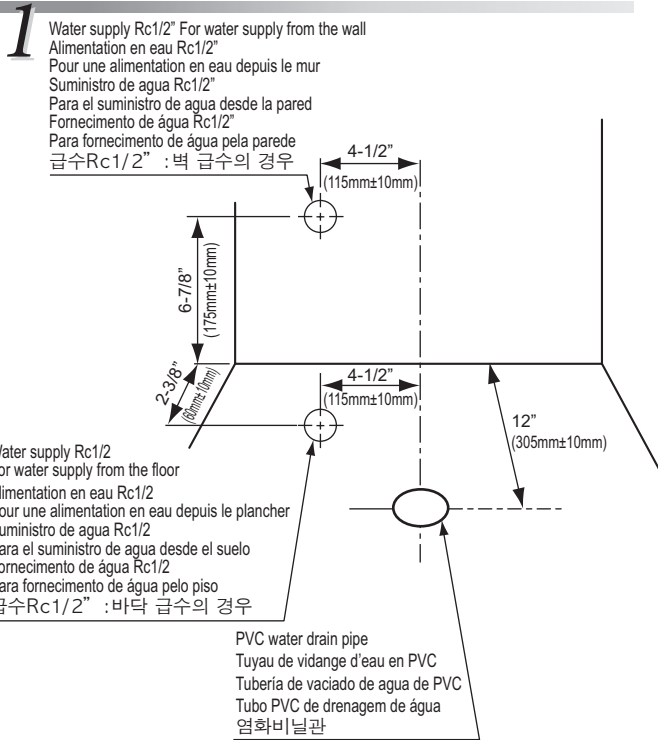 1
Water supply Rc1/2” For water supply from the wall
Alimentation en eau Rc1/2”
Pour une alimentation en eau depuis le mur
Suministro de agua Rc1/2”
Para el suministro de agua desde la pared
Fornecimento de água Rc1/2”
Para fornecimento de água pela parede
급수Rc1/2” :벽 급수의 경우
4-1/2”
(115mm±10mm)
6-7/8”
(175mm±10mm)
2-3/8”
(60mm±10mm)
4-1/2”
(115mm±10mm)
12”
(305mm±10mm)
ater supply Rc1/2
or water supply from the floor
limentation en eau Rc1/2
our une alimentation en eau depuis le plancher
uministro de agua Rc1/2
ara el suministro de agua desde el suelo
ornecimento de água Rc1/2
ara fornecimento de água pelo piso
급수Rc1/2” :바닥 급수의 경우
PVC water drain pipe
Tuyau de vidange d’eau en PVC
Tubería de vaciado de agua de PVC
Tubo PVC de drenagem de água
염화비닐관